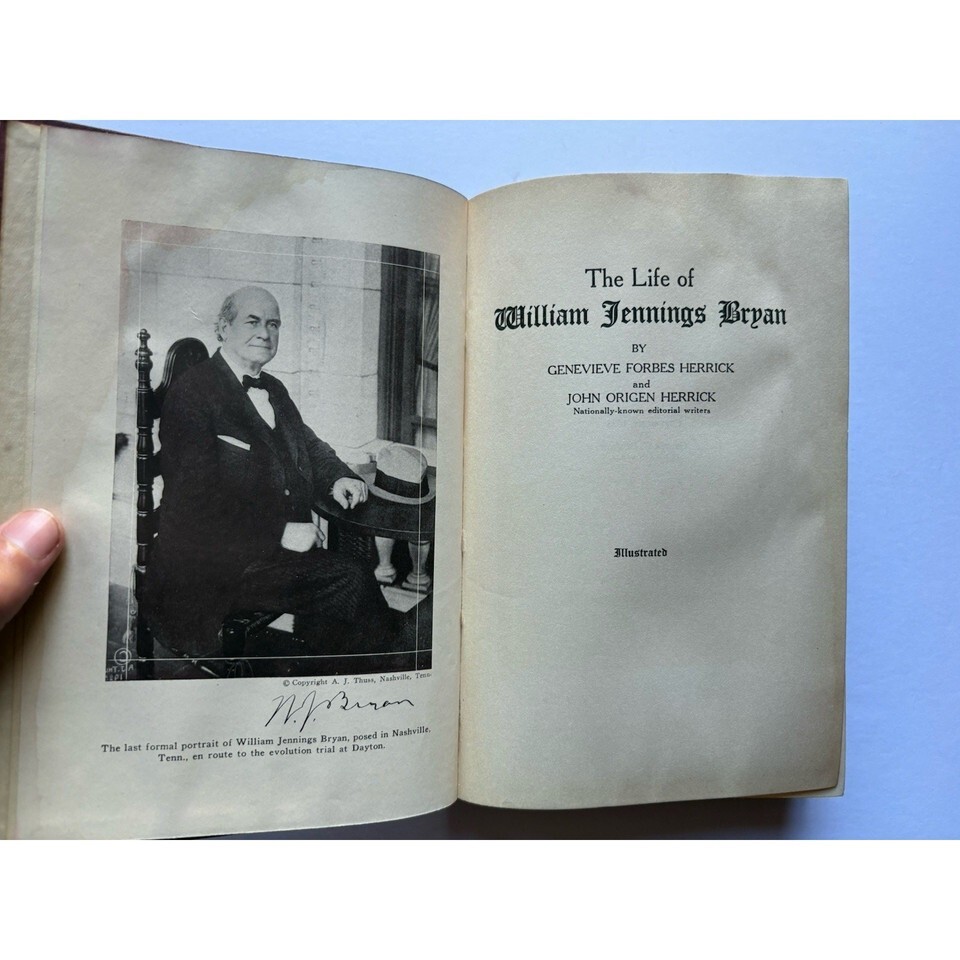 © Copyright A. J. Thuss, Nashville, Tenn.
W. J. Bryan
The last formal portrait of William Jennings Bryan, posed in Nashville,
Tenn., en route to the evolution trial at Dayton.
The Life of
William Jennings Bryan
BY
GENEVIEVE FORBES HERRICK
and
JOHN ORIGEN HERRICK
Nationally-known editorial writers
Illustrated